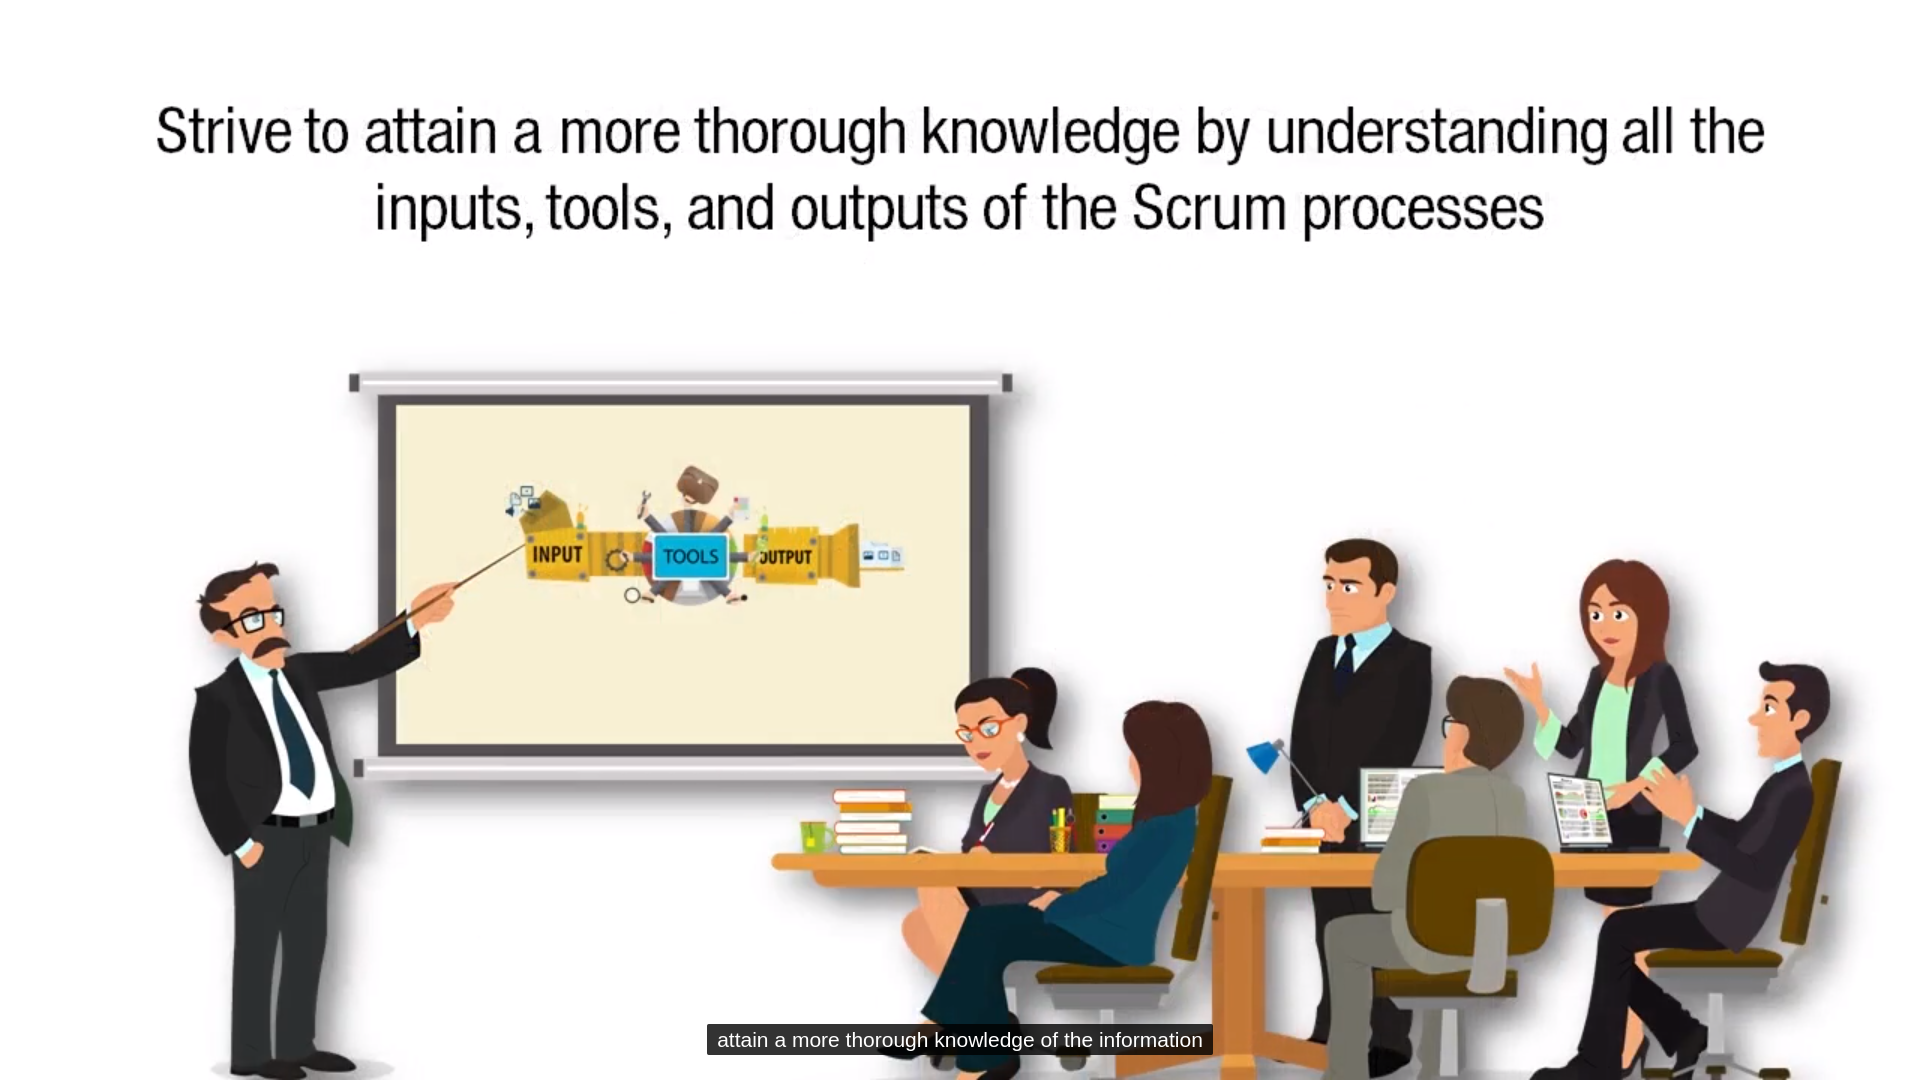 Strive to attain a more thorough knowledge by understanding all the
inputs, tools, and outputs of the Scrum processes
INPUT
TOOLS
OUTPUT
attain a more thorough knowledge of the information